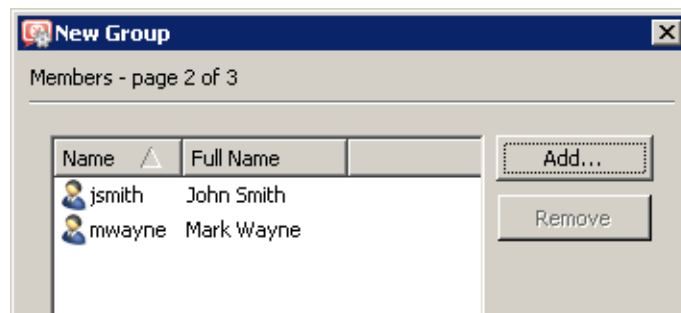 New Group
Members - page 2 of 3
Name Full Name
Add...
jsmith John Smith
Remove
mwayne Mark Wayne